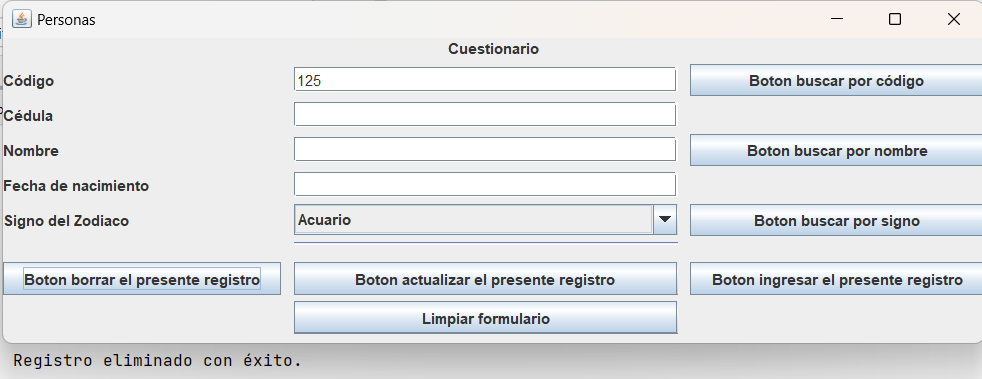 Personas
Cuestionario
Código 125 Boton buscar por código
Cédula
Nombre Boton buscar por nombre
Fecha de nacimiento
Signo del Zodiaco Acuario Boton buscar por signo
Boton borrar el presente registro Boton actualizar el presente registro Boton ingresar el presente registro
Limpiar formulario
Registro eliminado con éxito.